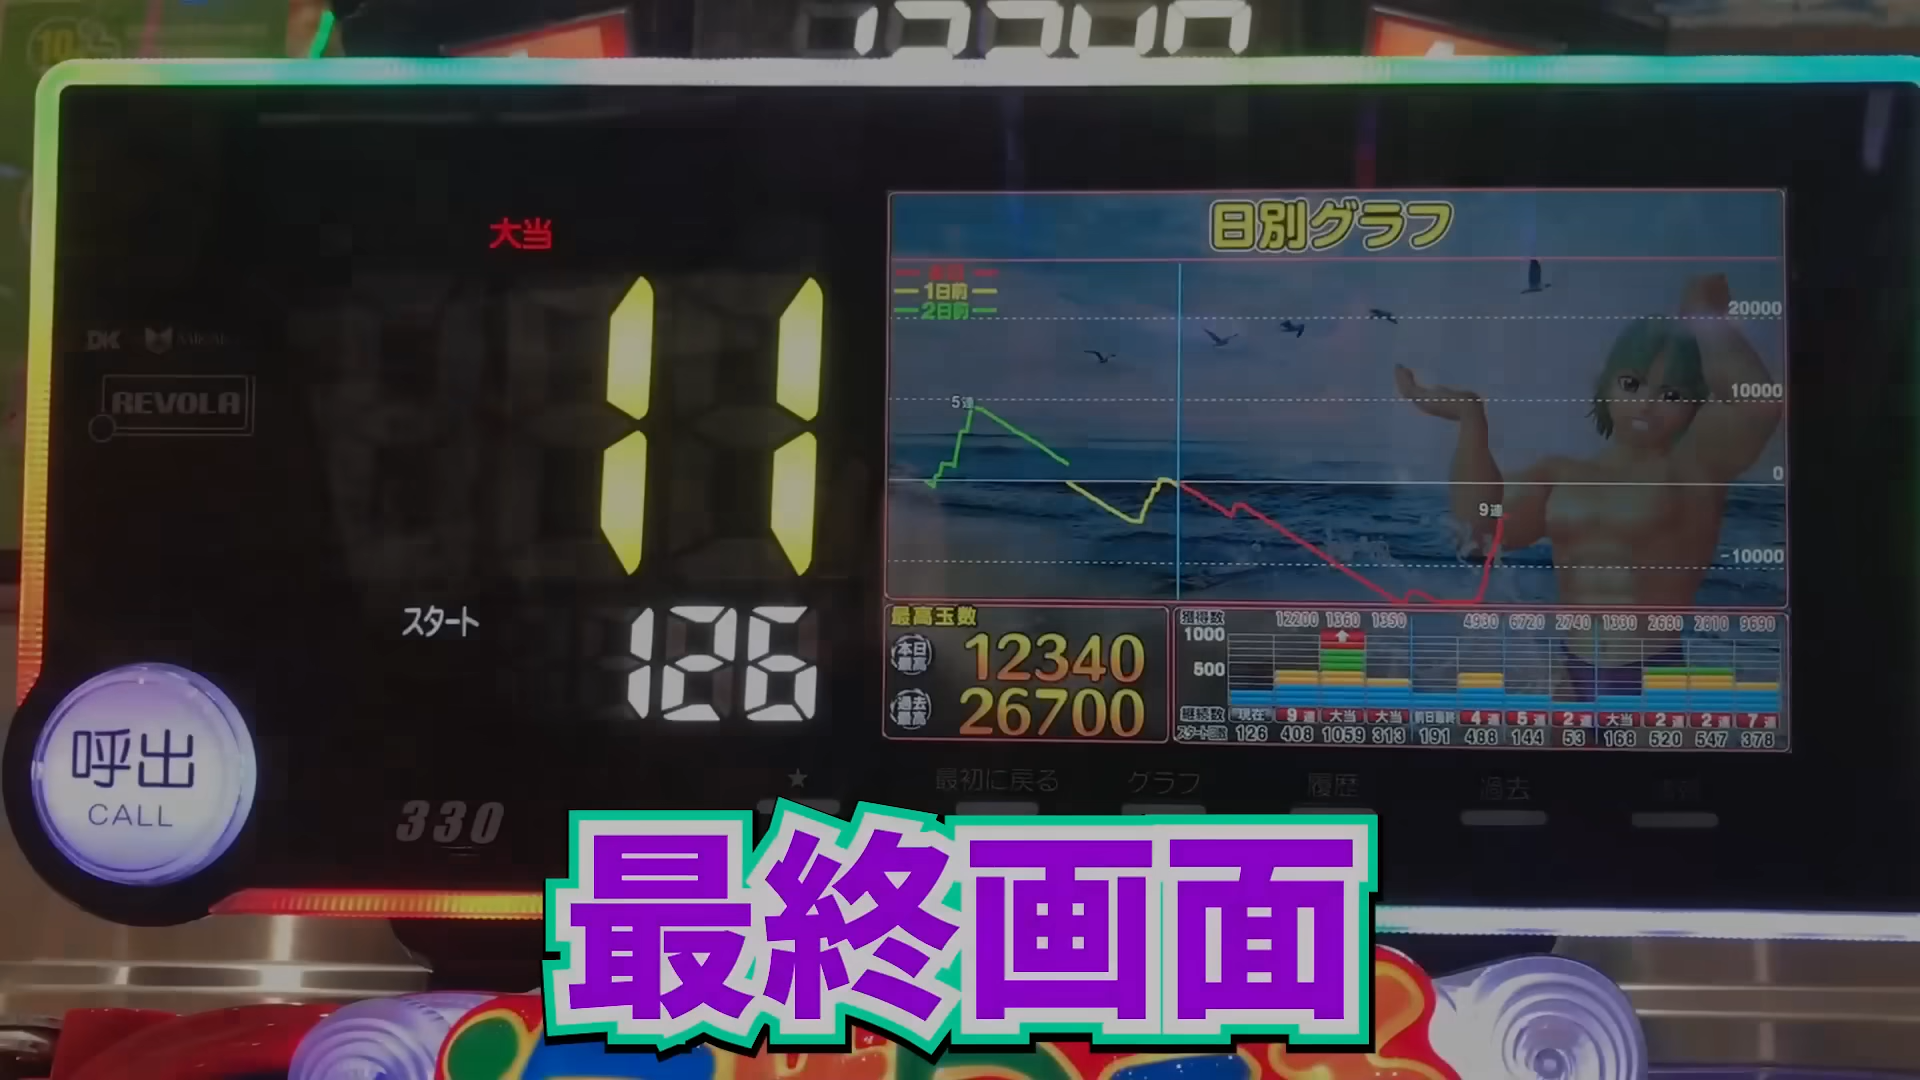 大当
11
スタート
126
DK
REVOLA
呼出
CALL
330
日別グラフ
本日
1日前
2日前
5連
9連
20000
10000
0
-10000
最高玉数
本日最高 12340
過去最高 26700
獲得数 12200 1360 1350 4930 6720 2740 1330 2680 2810 9690
1000
500
継続数 現在 9連 大当 大当 前日最終 4連 5連 2連 大当 2連 2連 7連
スタート回数 126 408 1059 313 191 488 144 53 168 520 547 378
★ 最初に戻る グラフ 履歴 過去
最終画面